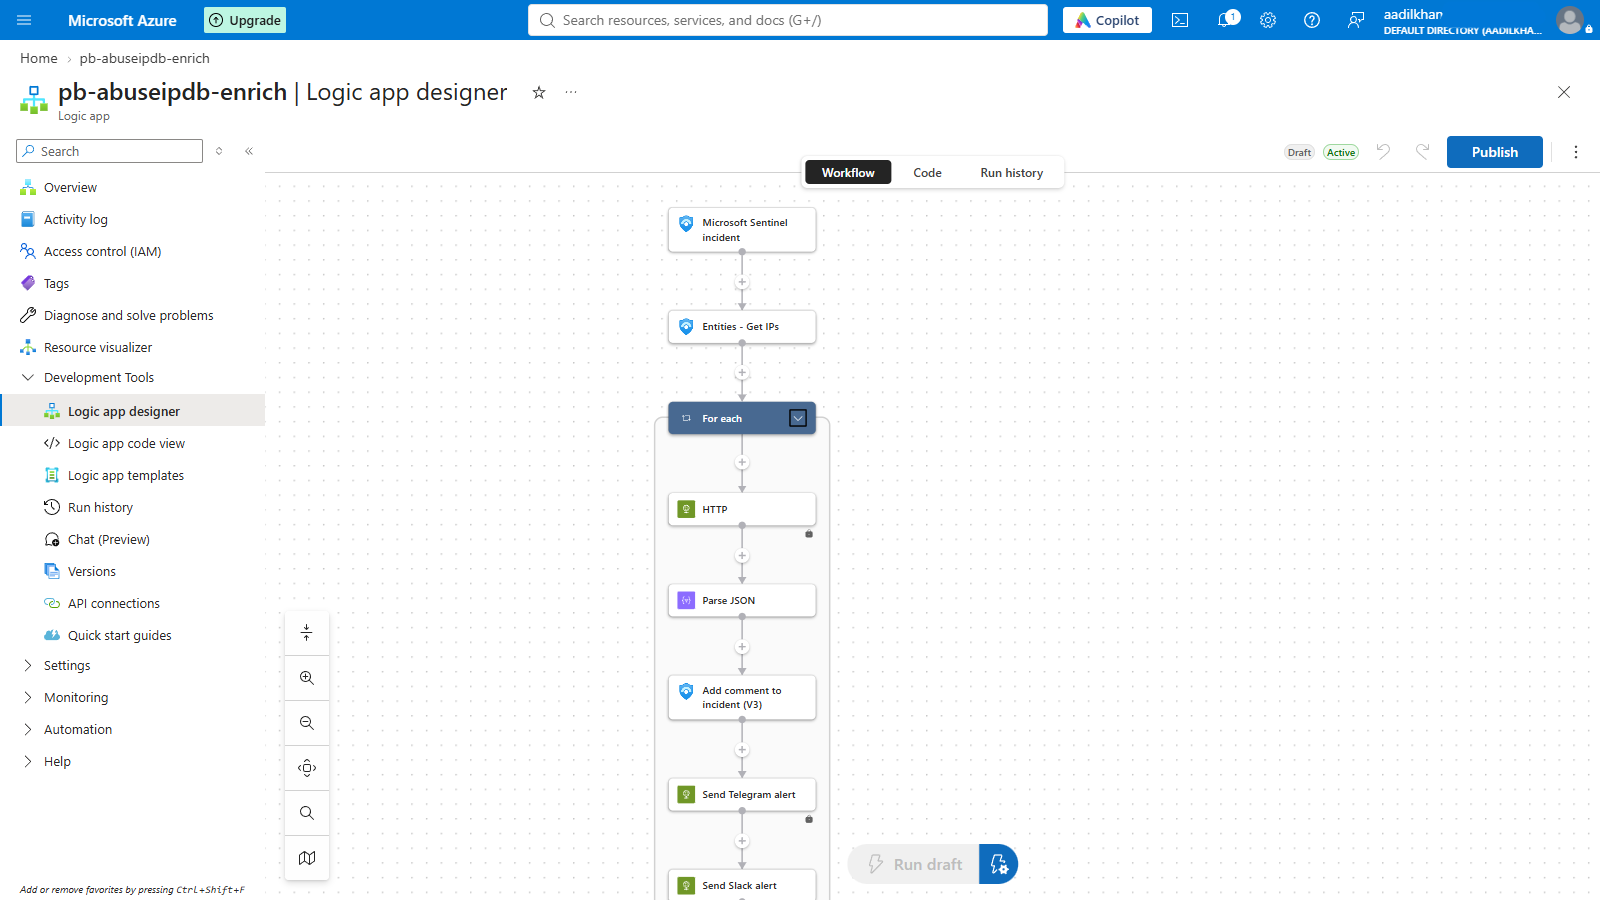 Microsoft Azure
Upgrade
Search resources, services, and docs (G+/)
Copilot
1
aadilkhan
DEFAULT DIRECTORY (AADILKHA...
Home > pb-abuseipdb-enrich
pb-abuseipdb-enrich | Logic app designer
Logic app
Search
Overview
Activity log
Access control (IAM)
Tags
Diagnose and solve problems
Resource visualizer
Development Tools
Logic app designer
Logic app code view
Logic app templates
Run history
Chat (Preview)
Versions
API connections
Quick start guides
Settings
Monitoring
Automation
Help
Add or remove favorites by pressing Ctrl+Shift+F
Draft
Active
Publish
Workflow
Code
Run history
Microsoft Sentinel
incident
Entities - Get IPs
For each
HTTP
Parse JSON
Add comment to
incident (V3)
Send Telegram alert
Send Slack alert
Run draft